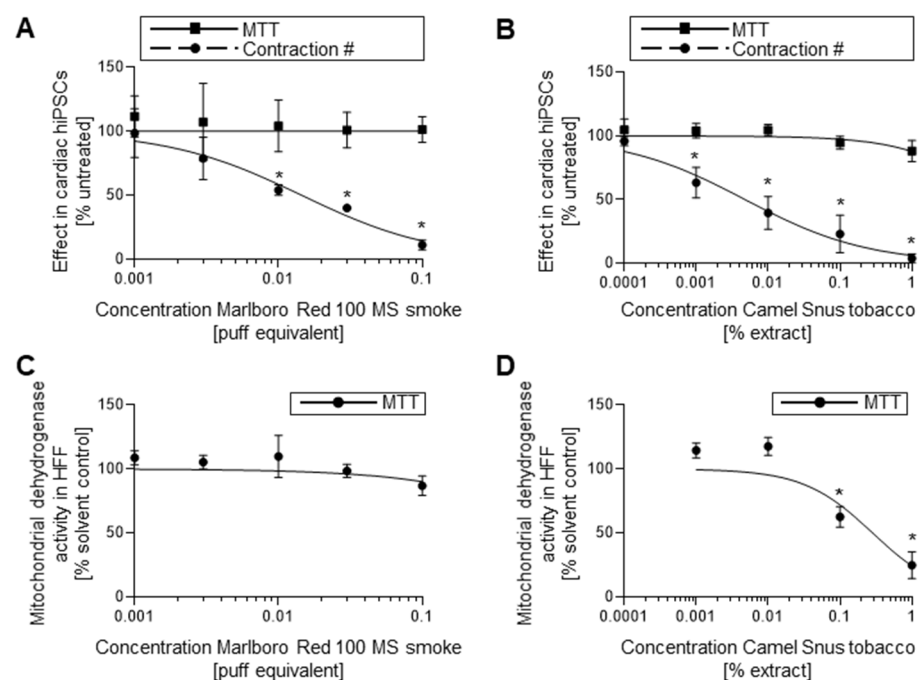 A
MTT
Contraction #
Effect in cardiac hiPSCs
[% untreated]
150
100
50
0
*
*
*
0.001
0.01
0.1
Concentration Marlboro Red 100 MS smoke
[puff equivalent]
B
MTT
Contraction #
Effect in cardiac hiPSCs
[% untreated]
150
100
50
0
*
*
*
*
0.0001
0.001
0.01
0.1
1
Concentration Camel Snus tobacco
[% extract]
C
MTT
Mitochondrial dehydrogenase
activity in HFF
[% solvent control]
150
100
50
0
0.001
0.01
0.1
Concentration Marlboro Red 100 MS smoke
[puff equivalent]
D
MTT
Mitochondrial dehydrogenase
activity in HFF
[% solvent control]
150
100
50
0
*
*
0.0001
0.001
0.01
0.1
1
Concentration Camel Snus tobacco
[% extract]